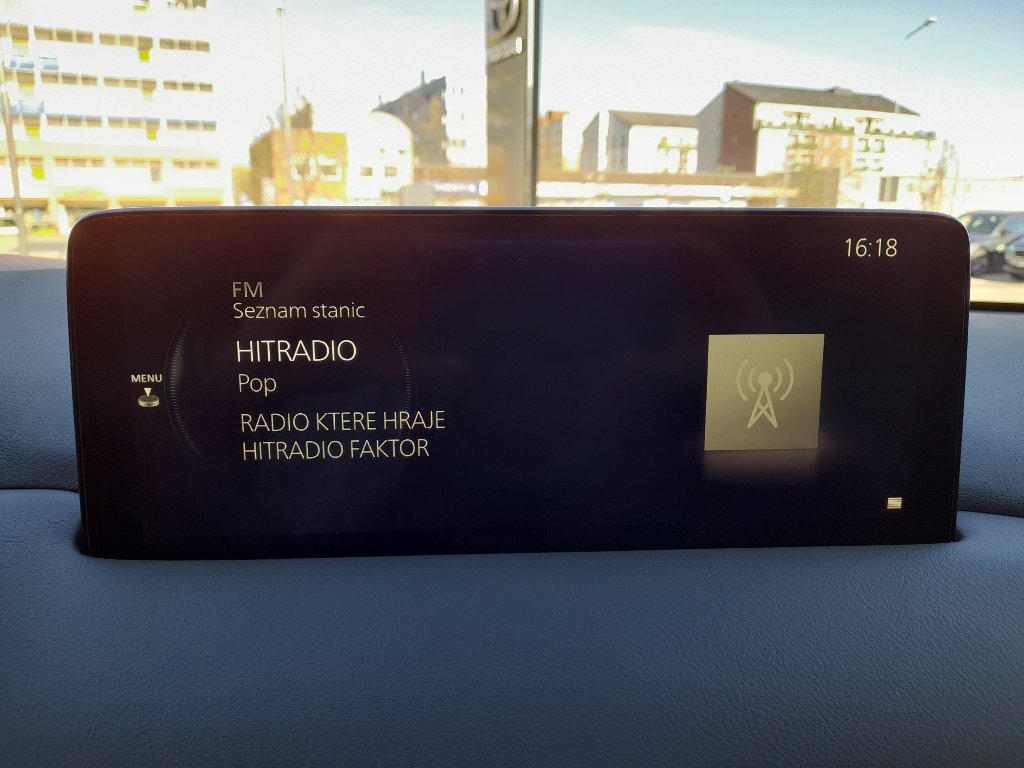 16:18
FM
Seznam stanic
HITRADIO
MENU
Pop
RADIO KTERE HRAJE
HITRADIO FAKTOR